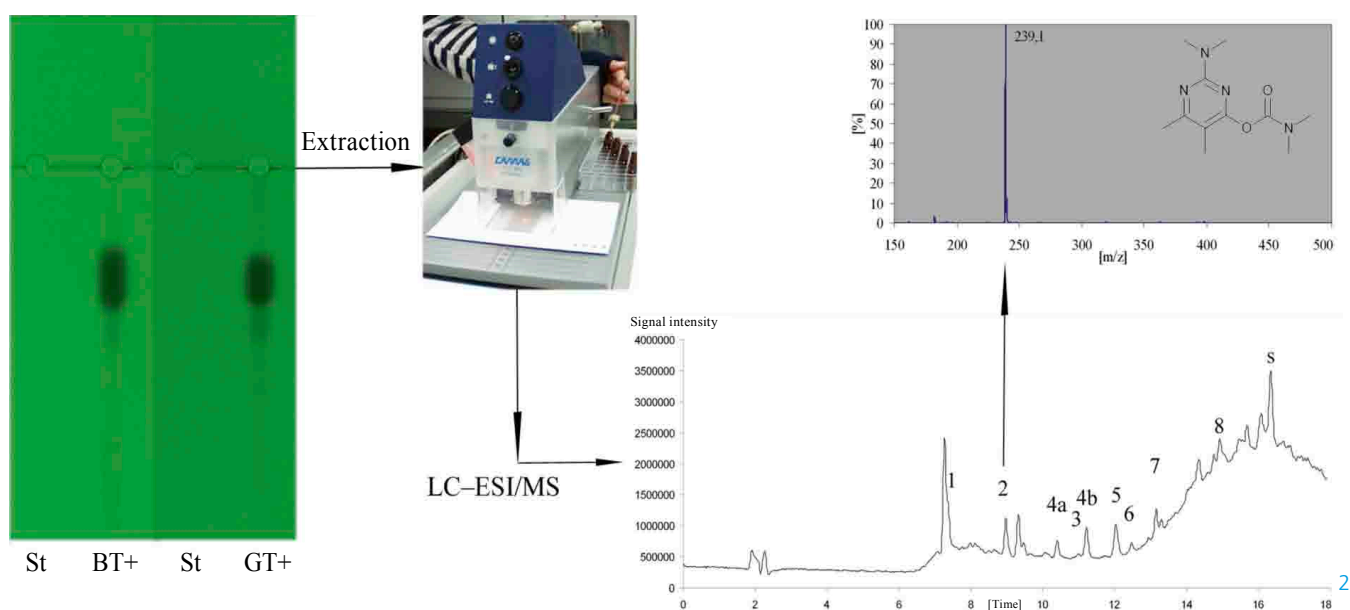 St BT+ St GT+
Extraction
CAMAG
LC–ESI/MS
[%]
100
90
80
70
60
50
40
30
20
10
0
150 200 250 300 350 400 450 500
[m/z]
239,1
N
N N O
O N
Signal intensity
4000000
3500000
3000000
2500000
2000000
1500000
1000000
500000
0
0 2 4 6 8 10 12 14 16 18
[Time]
1
2
4a
3
4b
5
6
7
8
s
2